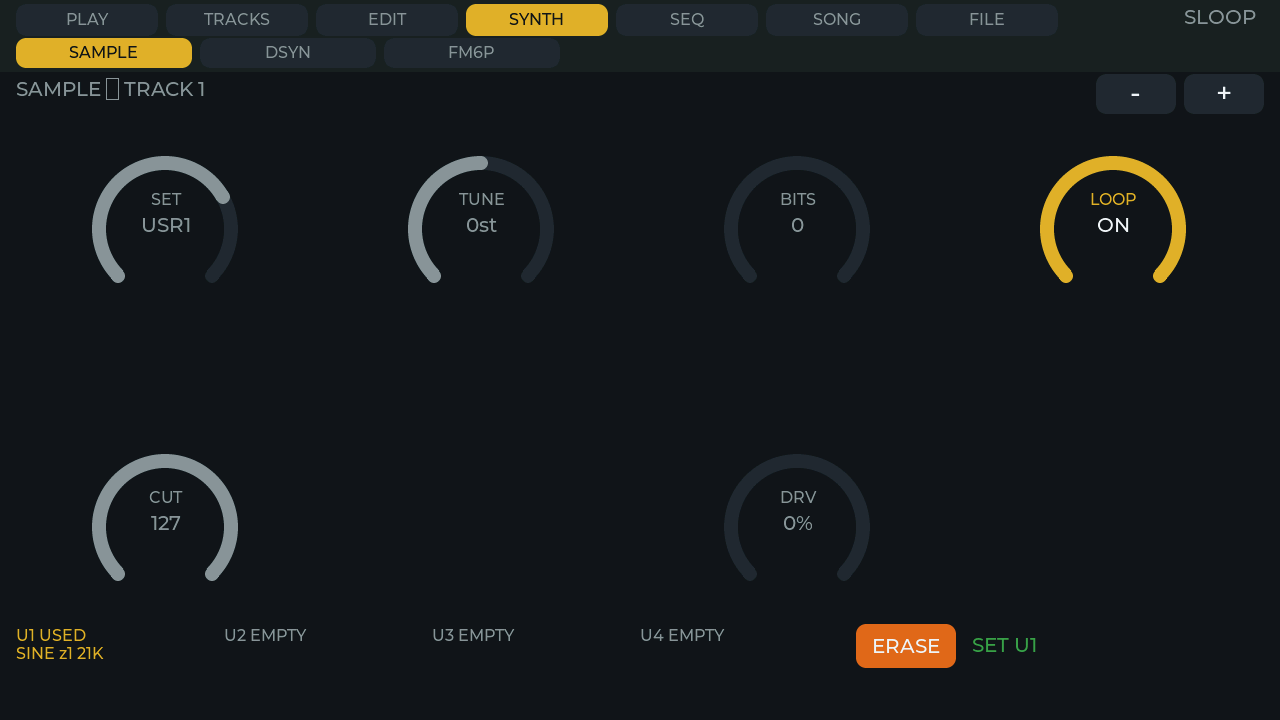 PLAY TRACKS EDIT SYNTH SEQ SONG FILE SLOOP
SAMPLE DSYN FM6P
SAMPLE TRACK 1 - +
SET TUNE BITS LOOP
USR1 0st 0 ON
CUT DRV
127 0%
U1 USED U2 EMPTY U3 EMPTY U4 EMPTY ERASE SET U1
SINE z1 21K